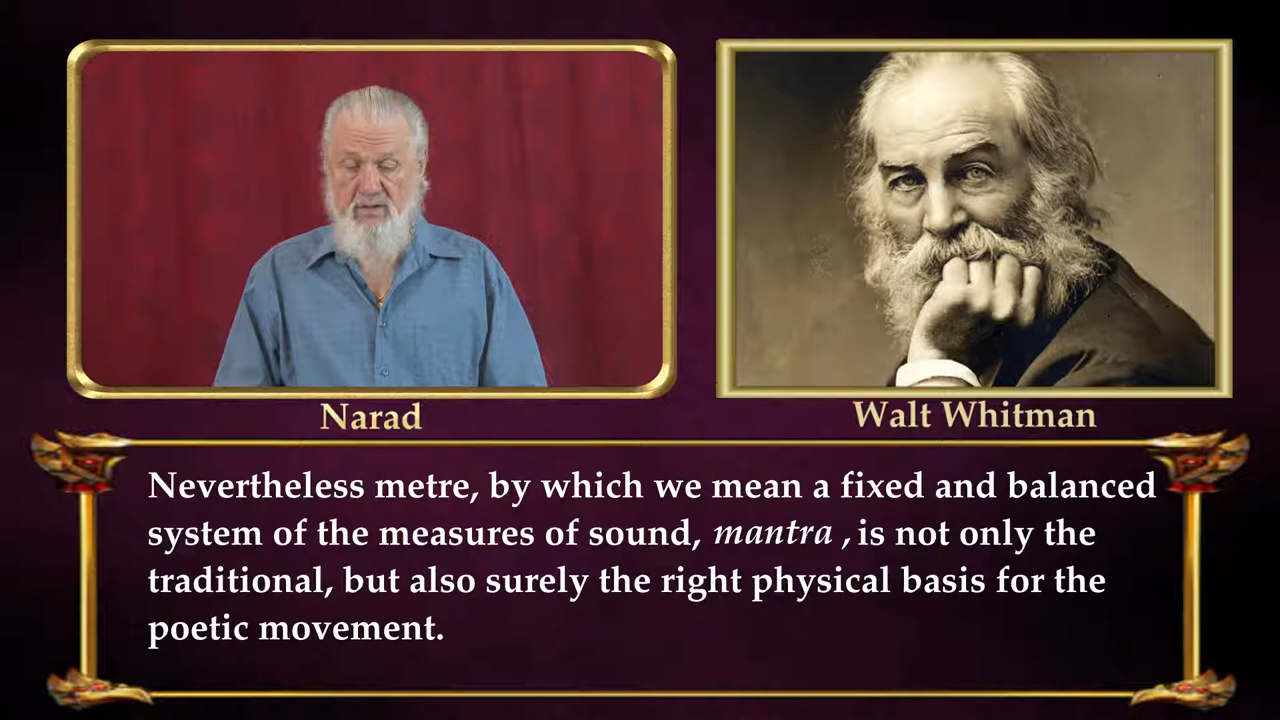 Narad
Walt Whitman
Nevertheless metre, by which we mean a fixed and balanced
system of the measures of sound, mantra , is not only the
traditional, but also surely the right physical basis for the
poetic movement.